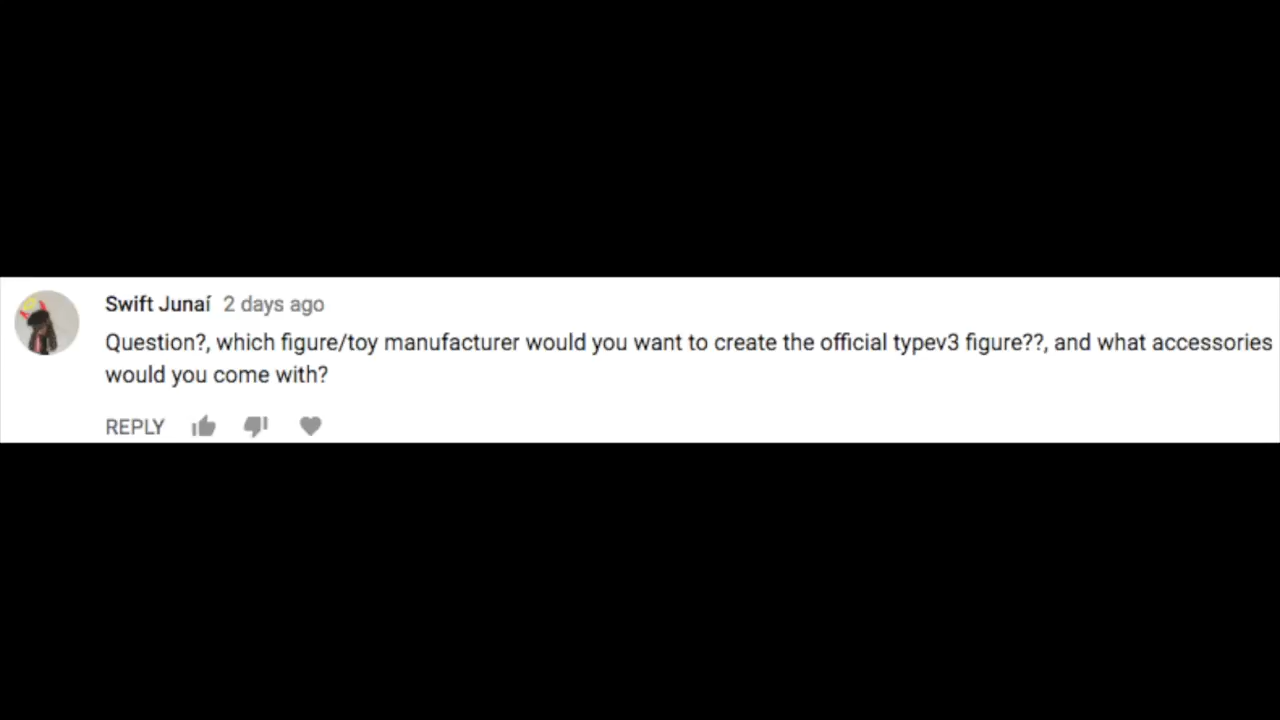 Swift Junaí 2 days ago
Question?, which figure/toy manufacturer would you want to create the official typev3 figure??, and what accessories
would you come with?
REPLY